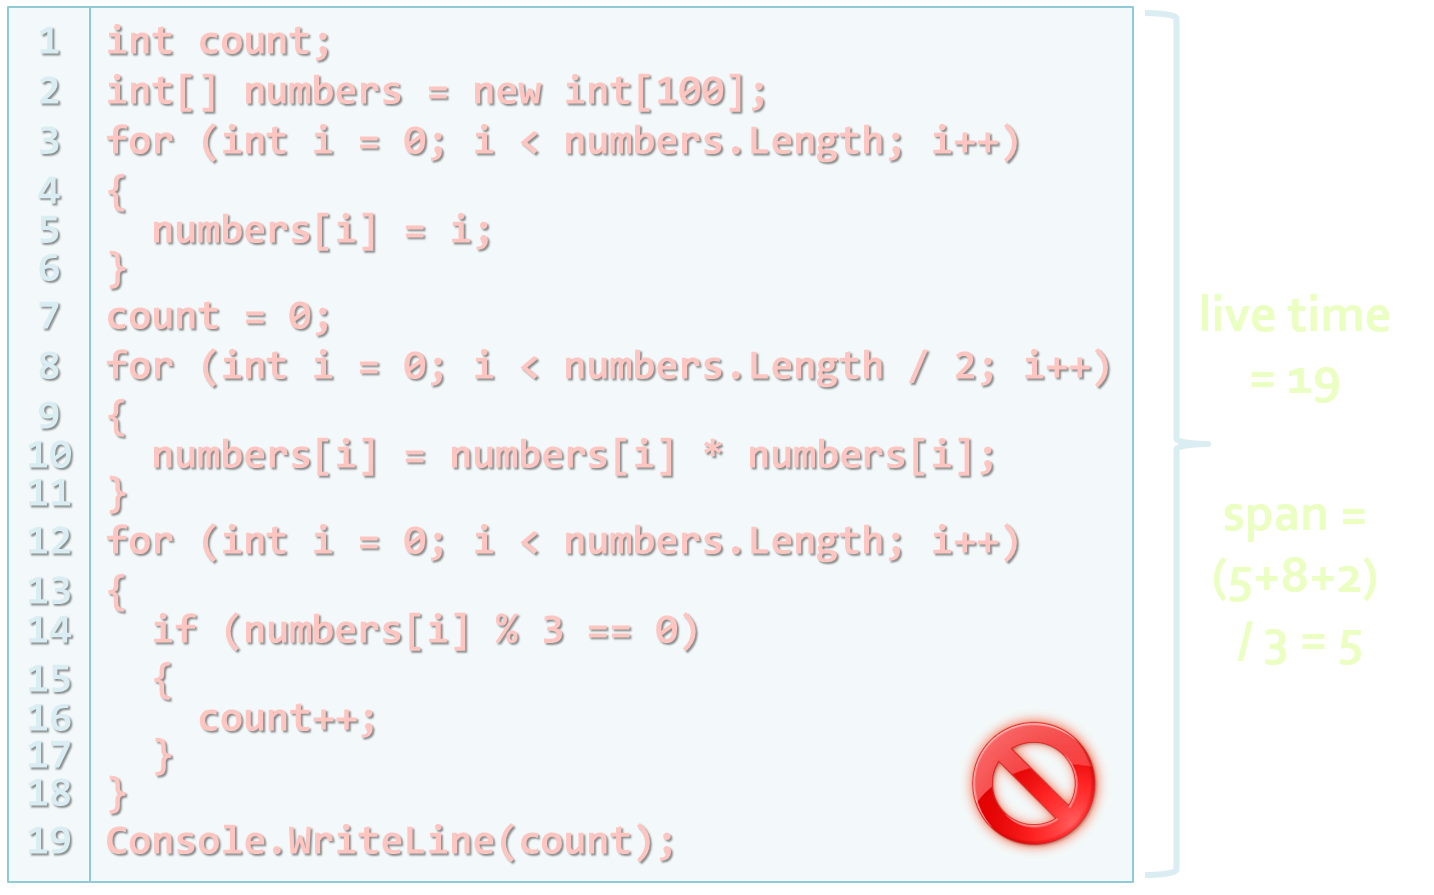 1 int count;
2 int[] numbers = new int[100];
3 for (int i = 0; i < numbers.Length; i++)
4 {
5 numbers[i] = i;
6 }
7 count = 0;
8 for (int i = 0; i < numbers.Length / 2; i++)
9 {
10 numbers[i] = numbers[i] * numbers[i];
11 }
12 for (int i = 0; i < numbers.Length; i++)
13 {
14 if (numbers[i] % 3 == 0)
15 {
16 count++;
17 }
18 }
19 Console.WriteLine(count);
live time
= 19
span =
(5+8+2)
/ 3 = 5